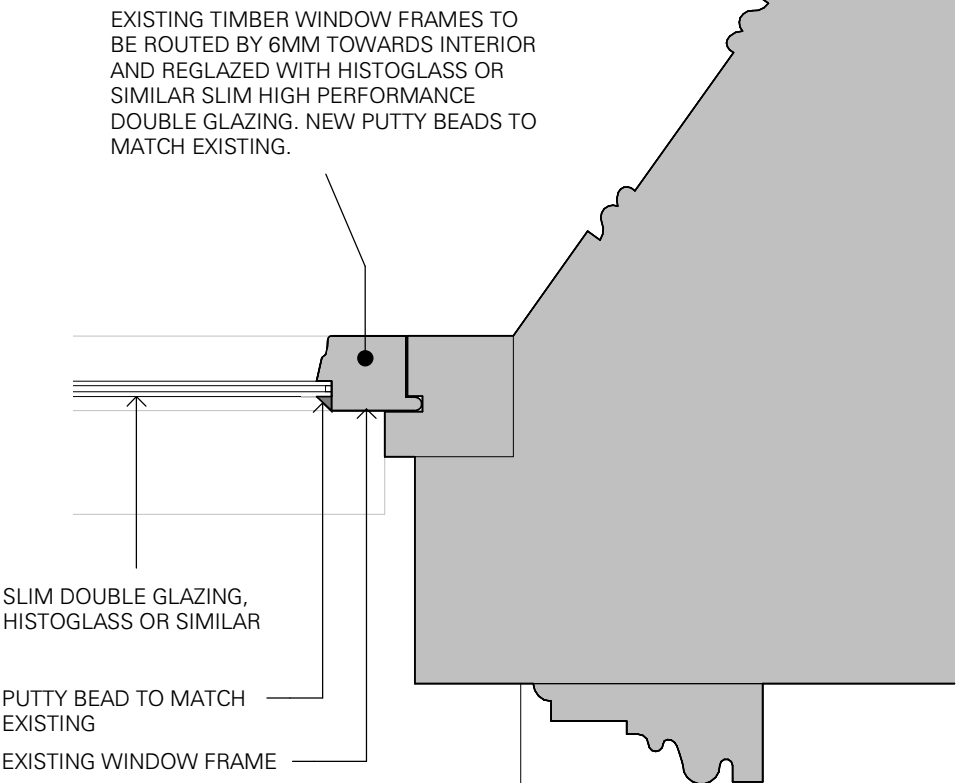 EXISTING TIMBER WINDOW FRAMES TO
BE ROUTED BY 6MM TOWARDS INTERIOR
AND REGLAZED WITH HISTOGLASS OR
SIMILAR SLIM HIGH PERFORMANCE
DOUBLE GLAZING. NEW PUTTY BEADS TO
MATCH EXISTING.
SLIM DOUBLE GLAZING,
HISTOGLASS OR SIMILAR
PUTTY BEAD TO MATCH
EXISTING
EXISTING WINDOW FRAME